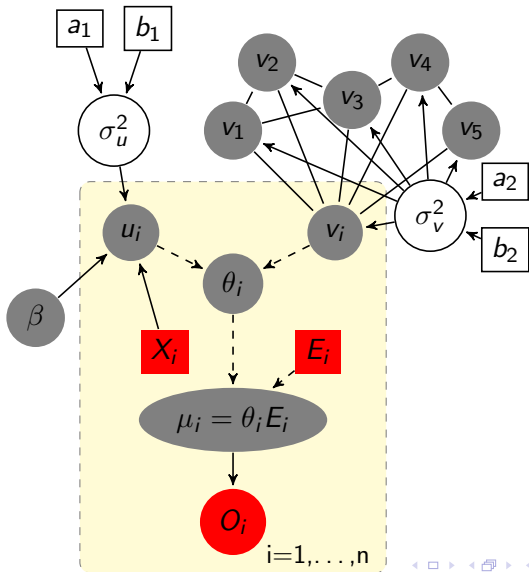 a₁
b₁
σ²ᵤ
v₂
v₄
v₃
v₁
v₅
a₂
σ²ᵥ
b₂
uᵢ
vᵢ
θᵢ
β
Xᵢ
Eᵢ
μᵢ = θᵢEᵢ
Oᵢ
i=1,...,n